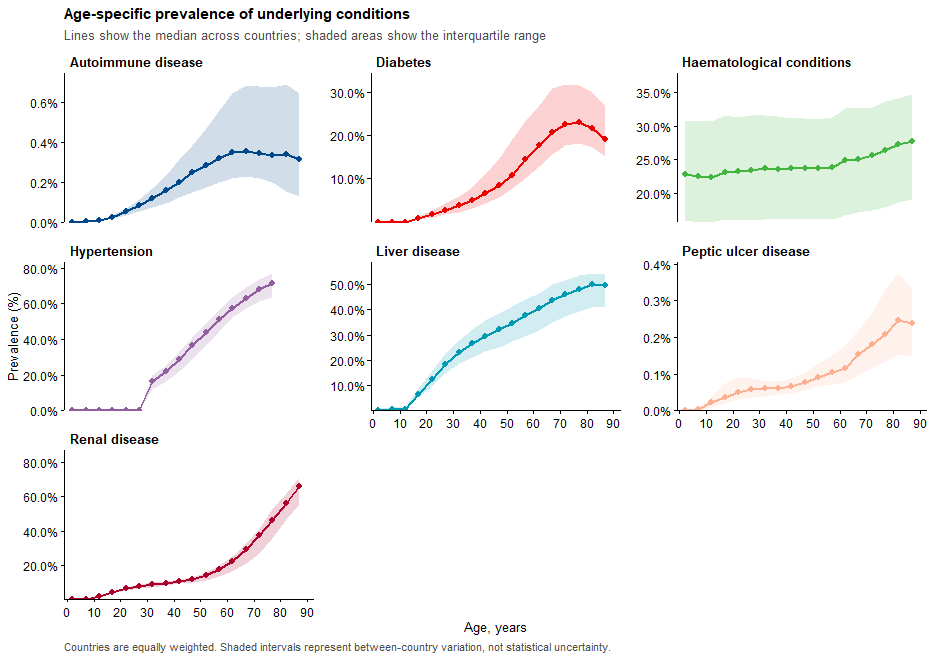 Age-specific prevalence of underlying conditions
Lines show the median across countries; shaded areas show the interquartile range
Autoimmune disease
0.6%
0.4%
0.2%
0.0%
Diabetes
30.0%
20.0%
10.0%
Haematological conditions
35.0%
30.0%
25.0%
20.0%
Prevalence (%)
Hypertension
80.0%
60.0%
40.0%
20.0%
0.0%
Liver disease
50.0%
40.0%
30.0%
20.0%
10.0%
0 10 20 30 40 50 60 70 80 90
Peptic ulcer disease
0.4%
0.3%
0.2%
0.1%
0.0%
0 10 20 30 40 50 60 70 80 90
Renal disease
80.0%
60.0%
40.0%
20.0%
0 10 20 30 40 50 60 70 80 90
Age, years
Countries are equally weighted. Shaded intervals represent between-country variation, not statistical uncertainty.